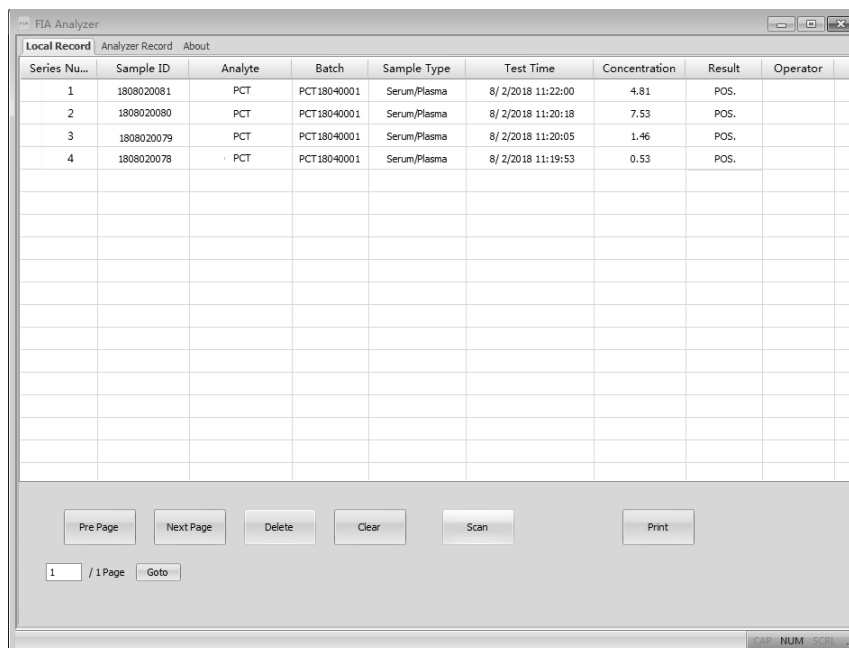 FIA Analyzer
Local Record Analyzer Record About
Series Nu... Sample ID Analyte Batch Sample Type Test Time Concentration Result Operator
1 1808020081 PCT PCT18040001 Serum/Plasma 8/ 2/2018 11:22:00 4.81 POS.
2 1808020080 PCT PCT18040001 Serum/Plasma 8/ 2/2018 11:20:18 7.53 POS.
3 1808020079 PCT PCT18040001 Serum/Plasma 8/ 2/2018 11:20:05 1.46 POS.
4 1808020078 PCT PCT18040001 Serum/Plasma 8/ 2/2018 11:19:53 0.53 POS.
Pre Page Next Page Delete Clear Scan Print
1 / 1 Page Goto
CAP NUM SCRL